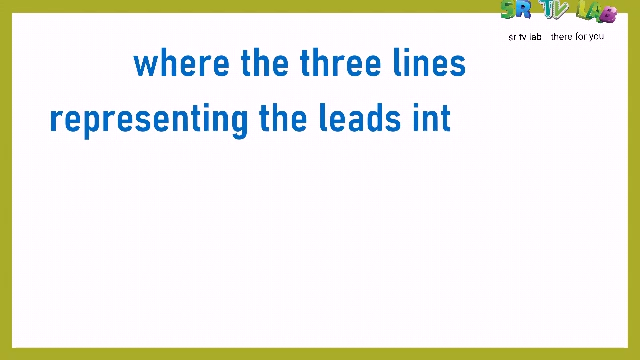 SR TV LAB
sr tv lab there for you
where the three lines
representing the leads int